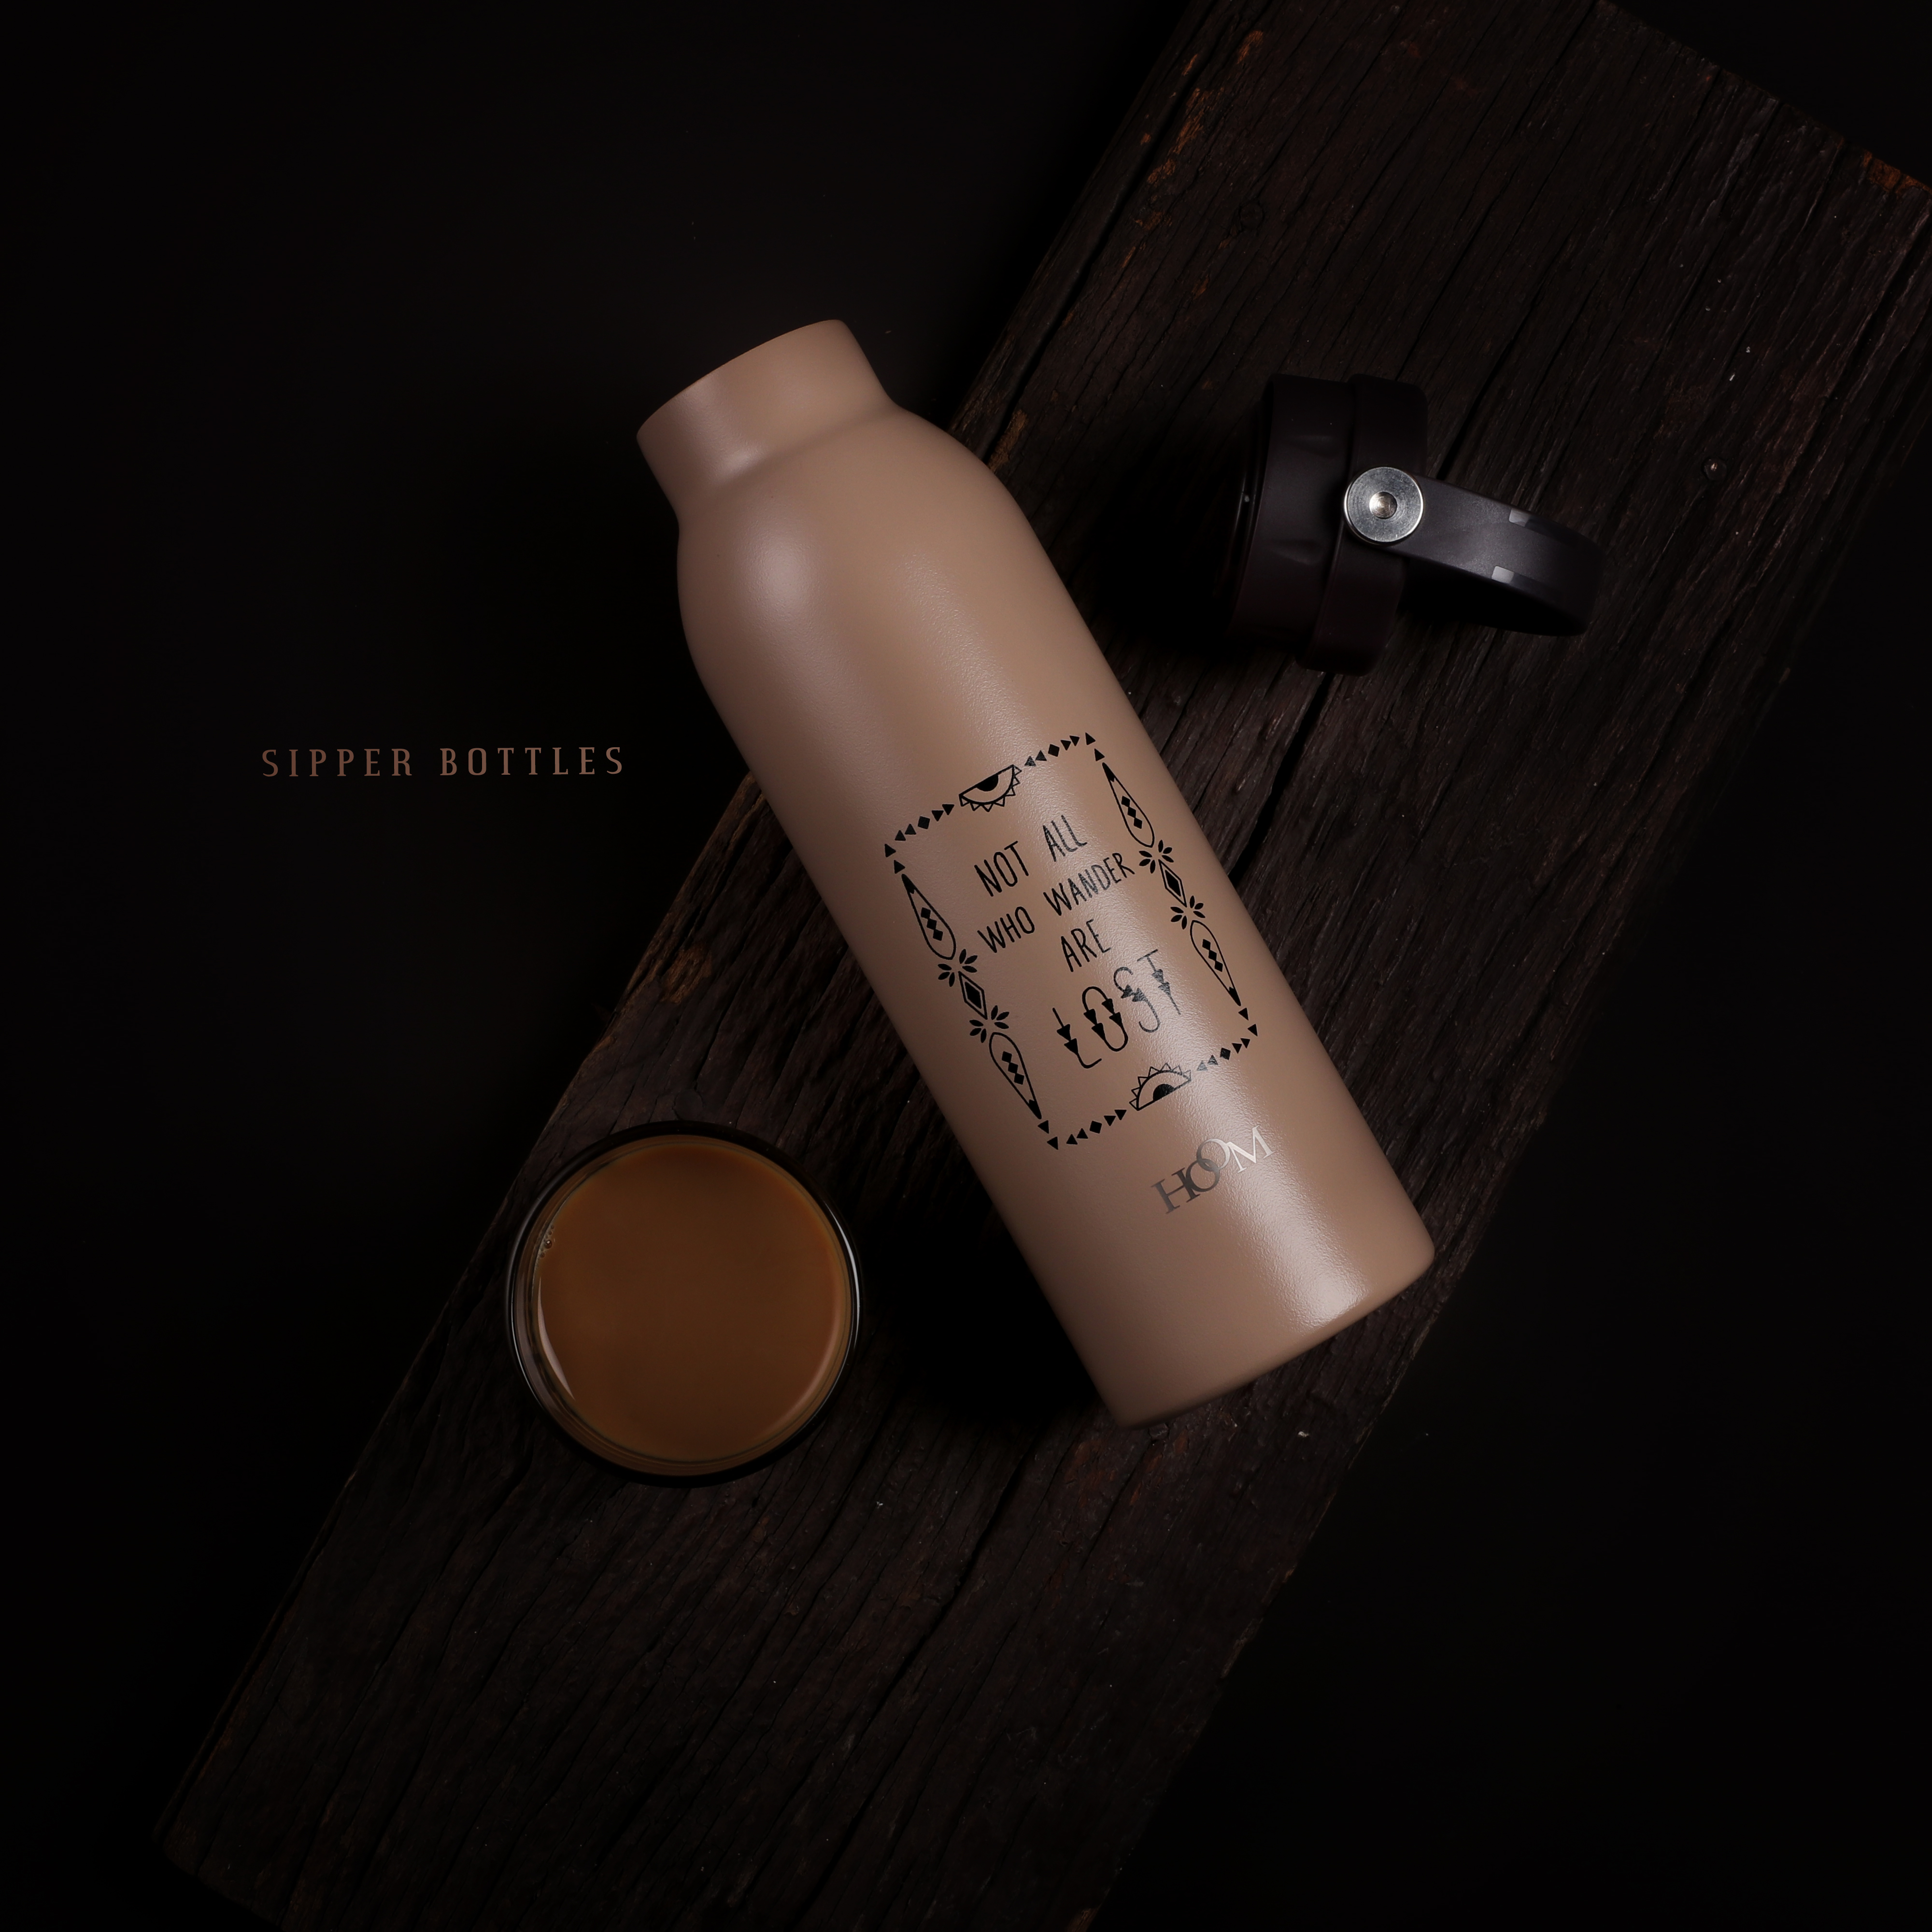 SIPPER BOTTLES
NOT ALL
WHO WANDER
ARE
LOST
HOOM